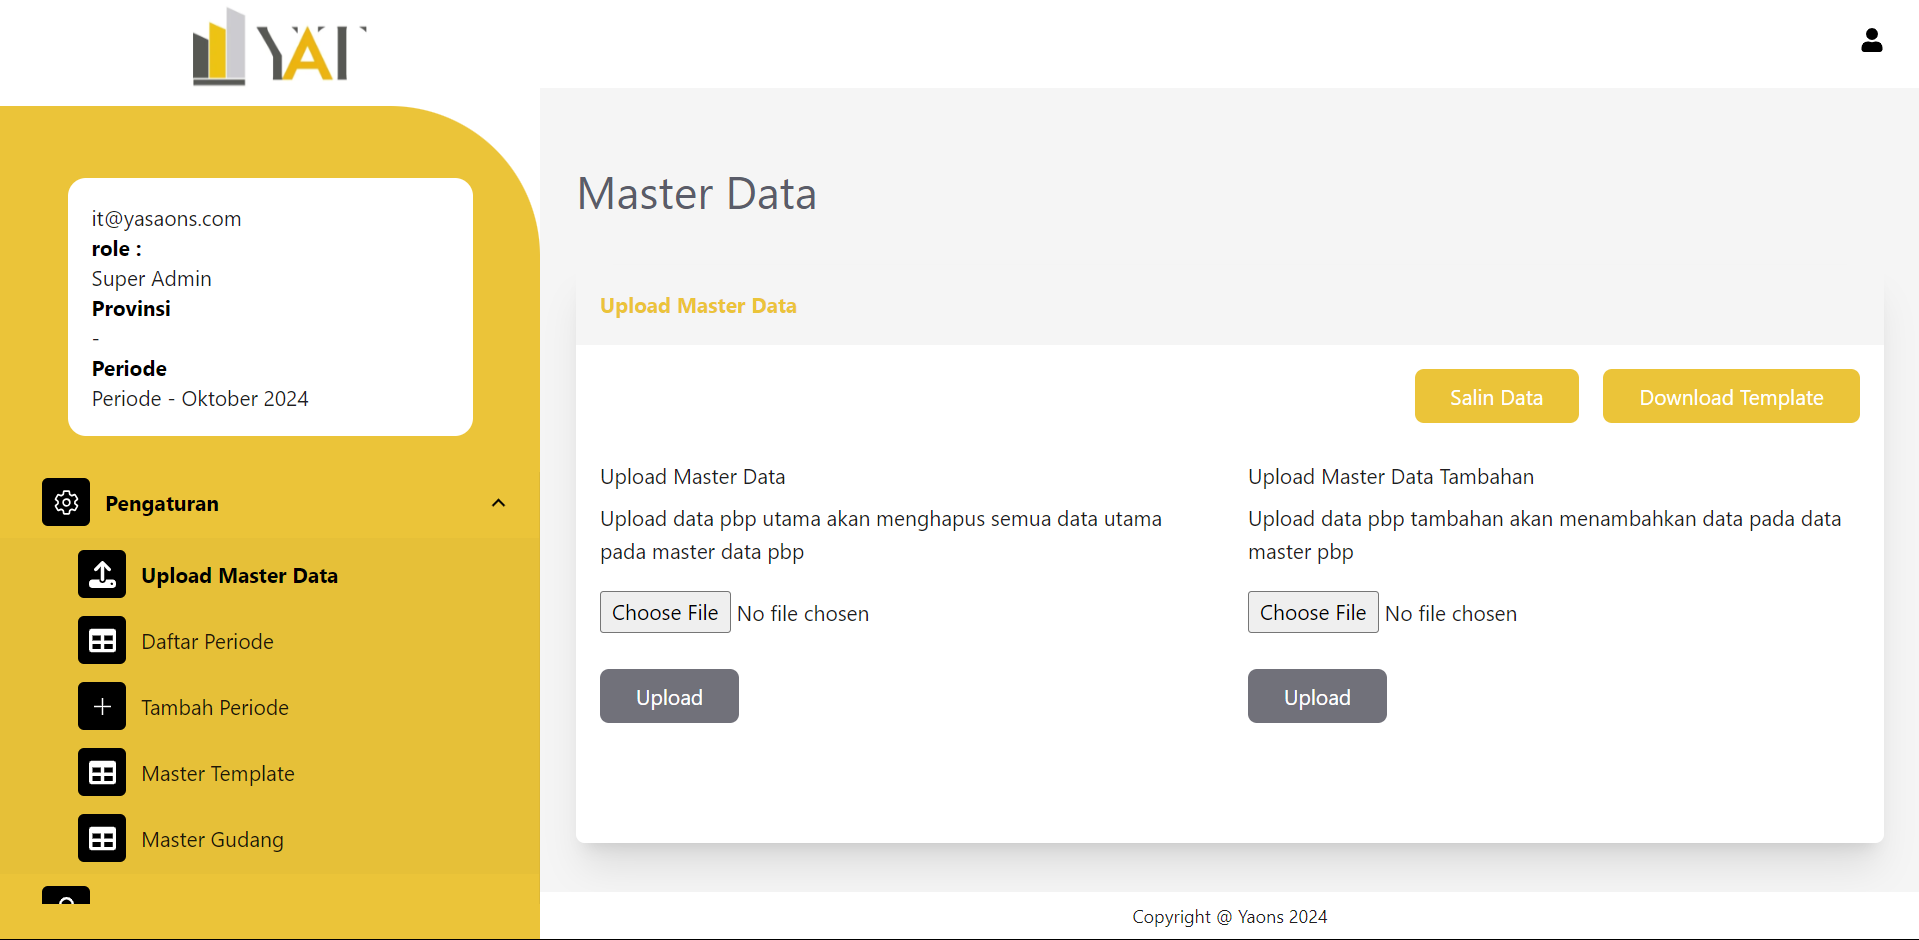 YAT
it@yasaons.com
role :
Super Admin
Provinsi
-
Periode
Periode - Oktober 2024
Pengaturan
Upload Master Data
Daftar Periode
Tambah Periode
Master Template
Master Gudang
Master Data
Upload Master Data
Salin Data
Download Template
Upload Master Data
Upload data pbp utama akan menghapus semua data utama
pada master data pbp
Choose File No file chosen
Upload
Upload Master Data Tambahan
Upload data pbp tambahan akan menambahkan data pada data
master pbp
Choose File No file chosen
Upload
Copyright @ Yaons 2024